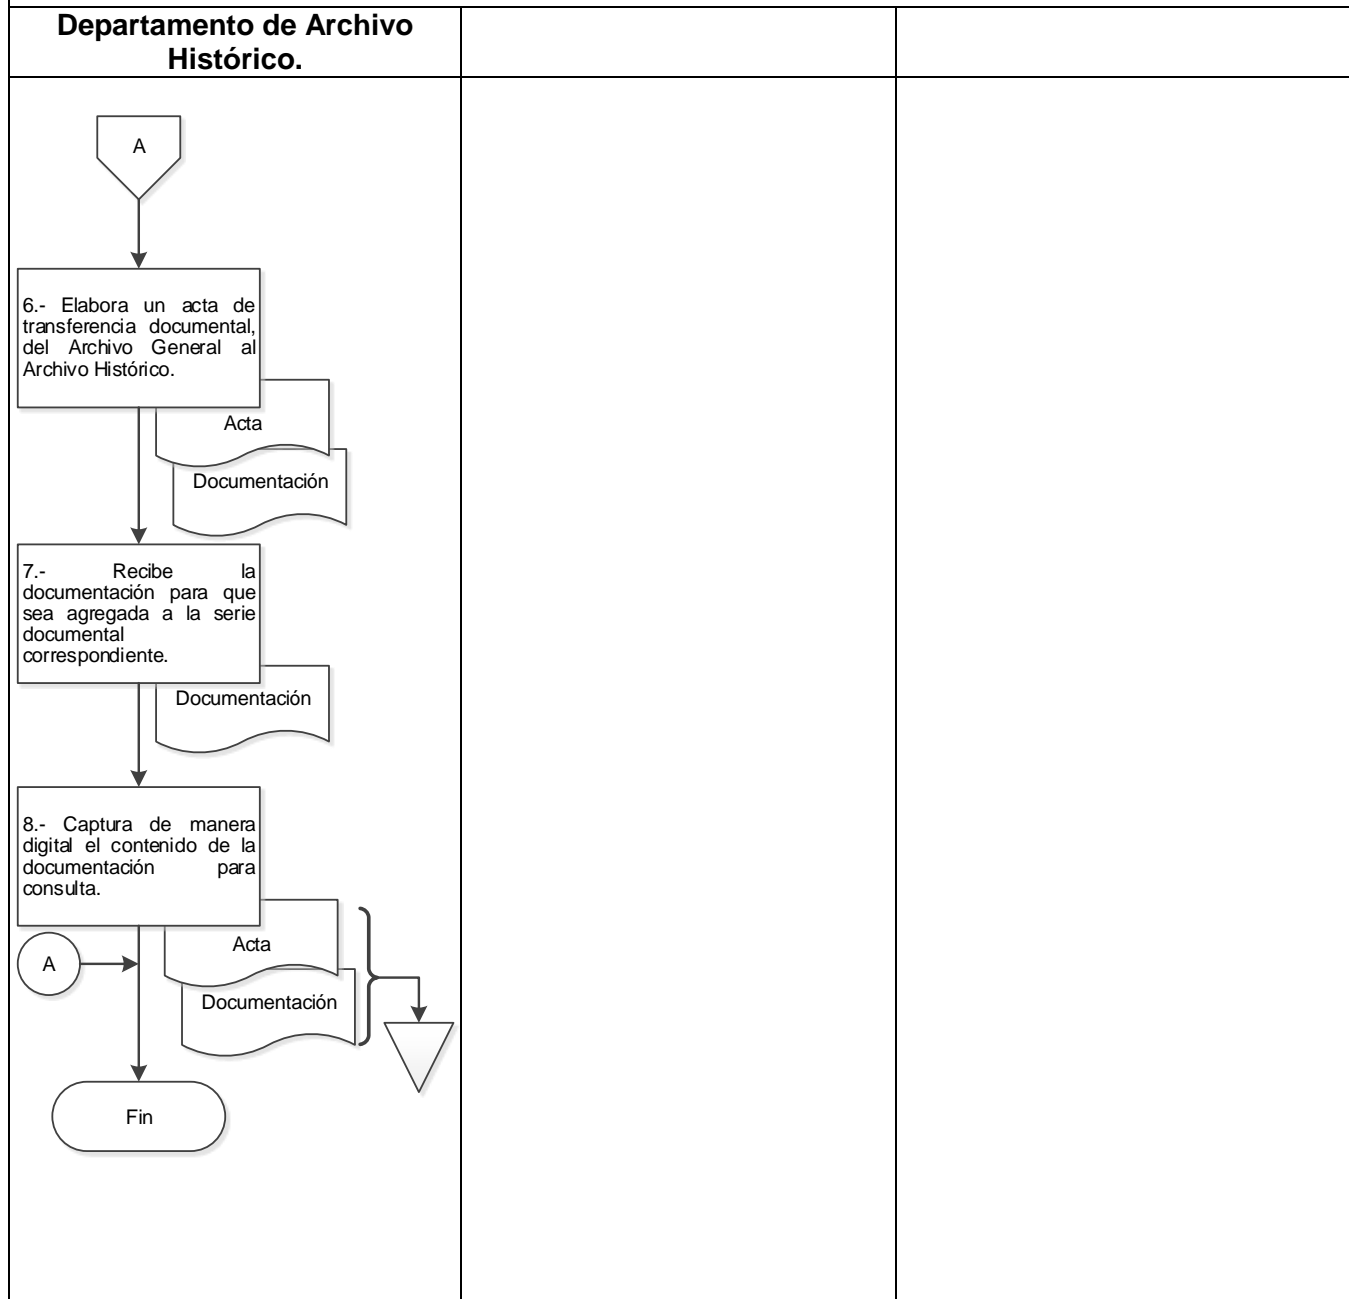 Departamento de Archivo
Histórico.
A
6.- Elabora un acta de
transferencia documental,
del Archivo General al
Archivo Histórico.
Acta
Documentación
7.- Recibe la
documentación para que
sea agregada a la serie
documental
correspondiente.
Documentación
8.- Captura de manera
digital el contenido de la
documentación para
consulta.
Acta
A
Documentación
Fin